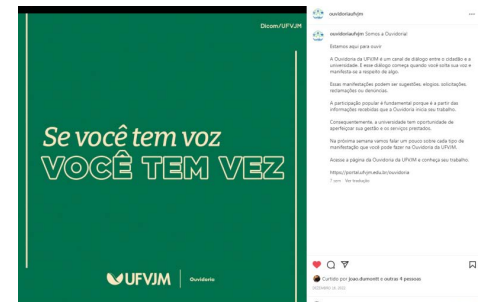 Dicom/UFVJM
Se você tem voz
VOCÊ TEM VEZ
UFVJM
Ouvidoria
ouvidoriaufvjm
ouvidoriaufvjm Somos a Ouvidoria!
Estamos aqui para ouvir
A Ouvidoria da UFVJM é um canal de diálogo entre o cidadão e a
universidade. E esse diálogo começa quando você solta sua voz e
manifesta-se a respeito de algo.
Essas manifestações podem ser sugestões, elogios, solicitações,
reclamações ou denúncias.
A participação popular é fundamental porque é a partir das
informações recebidas que a Ouvidoria inicia seu trabalho.
Consequentemente, a universidade tem oportunidade de
aperfeiçoar sua gestão e os serviços prestados.
Na próxima semana vamos falar um pouco sobre cada tipo de
manifestação que você pode fazer na Ouvidoria da UFVJM.
Acesse a página da Ouvidoria da UFVJM e conheça seu trabalho:
https://portal.ufvjm.edu.br/ouvidoria
7 sem Ver tradução
Curtido por joao.dumontt e outras 4 pessoas